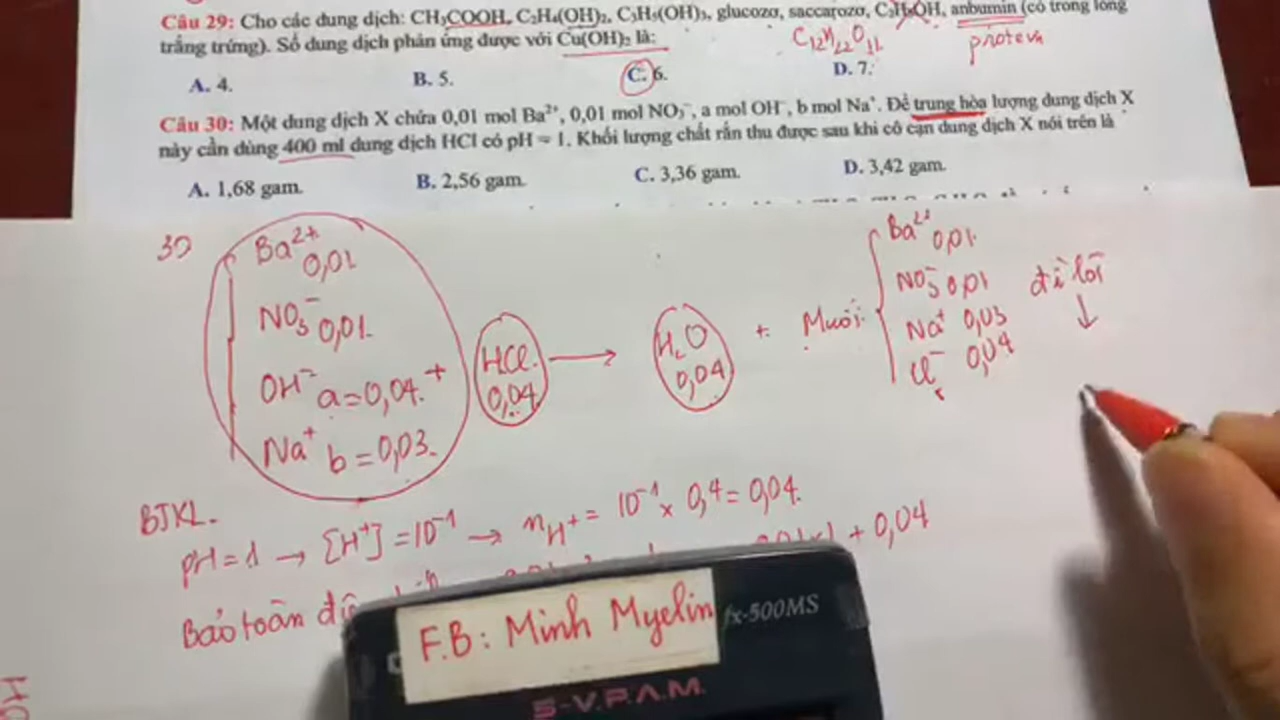 Câu 29: Cho các dung dịch: CH₃COOH, C₂H₄(OH)₂, C₃H₅(OH)₃, glucozơ, saccarozơ, C₂H₅OH, anbumin (có trong lòng
trắng trứng). Số dung dịch phản ứng được với Cu(OH)₂ là:
C₁₂H₂₂O₁₁
protein
A. 4. B. 5. C. 6. D. 7.
Câu 30: Một dung dịch X chứa 0,01 mol Ba²⁺, 0,01 mol NO₃⁻, a mol OH⁻, b mol Na⁺. Để trung hòa lượng dung dịch X
này cần dùng 400 ml dung dịch HCl có pH = 1. Khối lượng chất rắn thu được sau khi cô cạn dung dịch X nói trên là
A. 1,68 gam. B. 2,56 gam. C. 3,36 gam. D. 3,42 gam.
30
Ba²⁺ 0,01
NO₃⁻ 0,01.
OH⁻ a=0,04. +
Na⁺ b=0,03.
HCl.
0,04
→
H₂O
0,04
+ Muối:
Ba²⁺ 0,01.
NO₃⁻ 0,01
Na⁺ 0,03
Cl⁻ 0,04
đề lỗi
↓
BTKL.
pH=1 → [H⁺]=10⁻¹ → nH⁺ = 10⁻¹ × 0,4 = 0,04.
Bảo toàn + 0,04
F.B: Minh Myelin
fx-500MS
S-V.P.A.M.